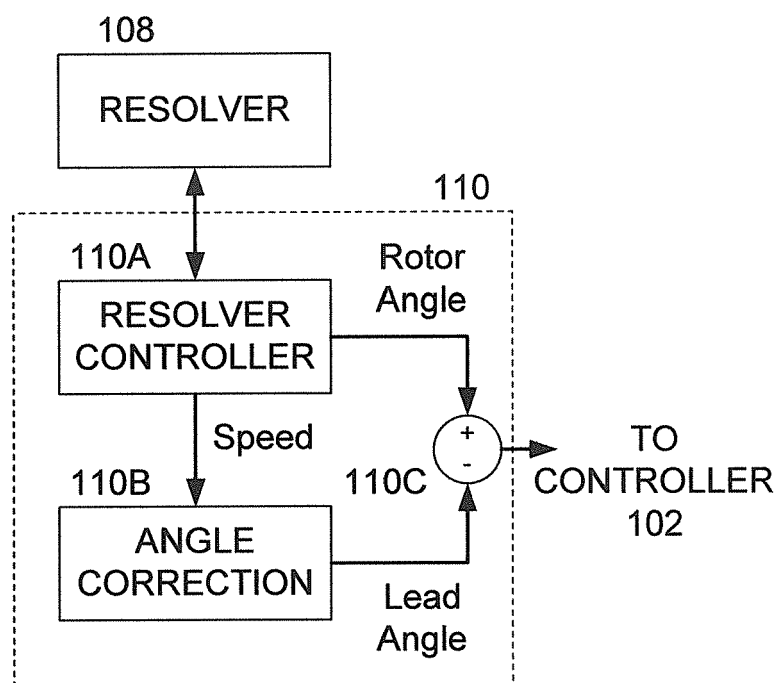 108
RESOLVER
110
110A
Rotor
Angle
RESOLVER
CONTROLLER
Speed
+
-
110B
110C
TO
CONTROLLER
102
ANGLE
CORRECTION
Lead
Angle